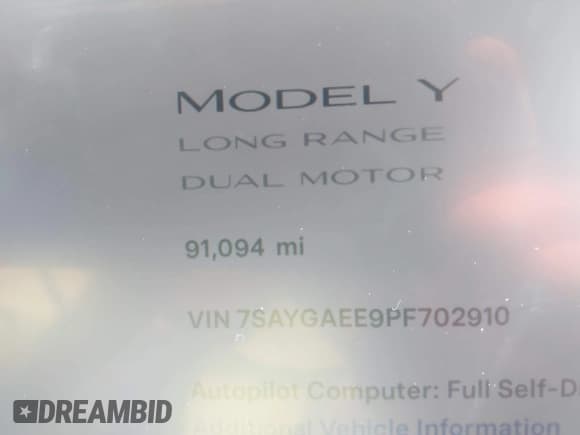 MODEL Y
LONG RANGE
DUAL MOTOR
91,094 mi
VIN 7SAYGAEE9PF702910
Autopilot Computer: Full Self-D
Additional Vehicle Information
DREAMBID